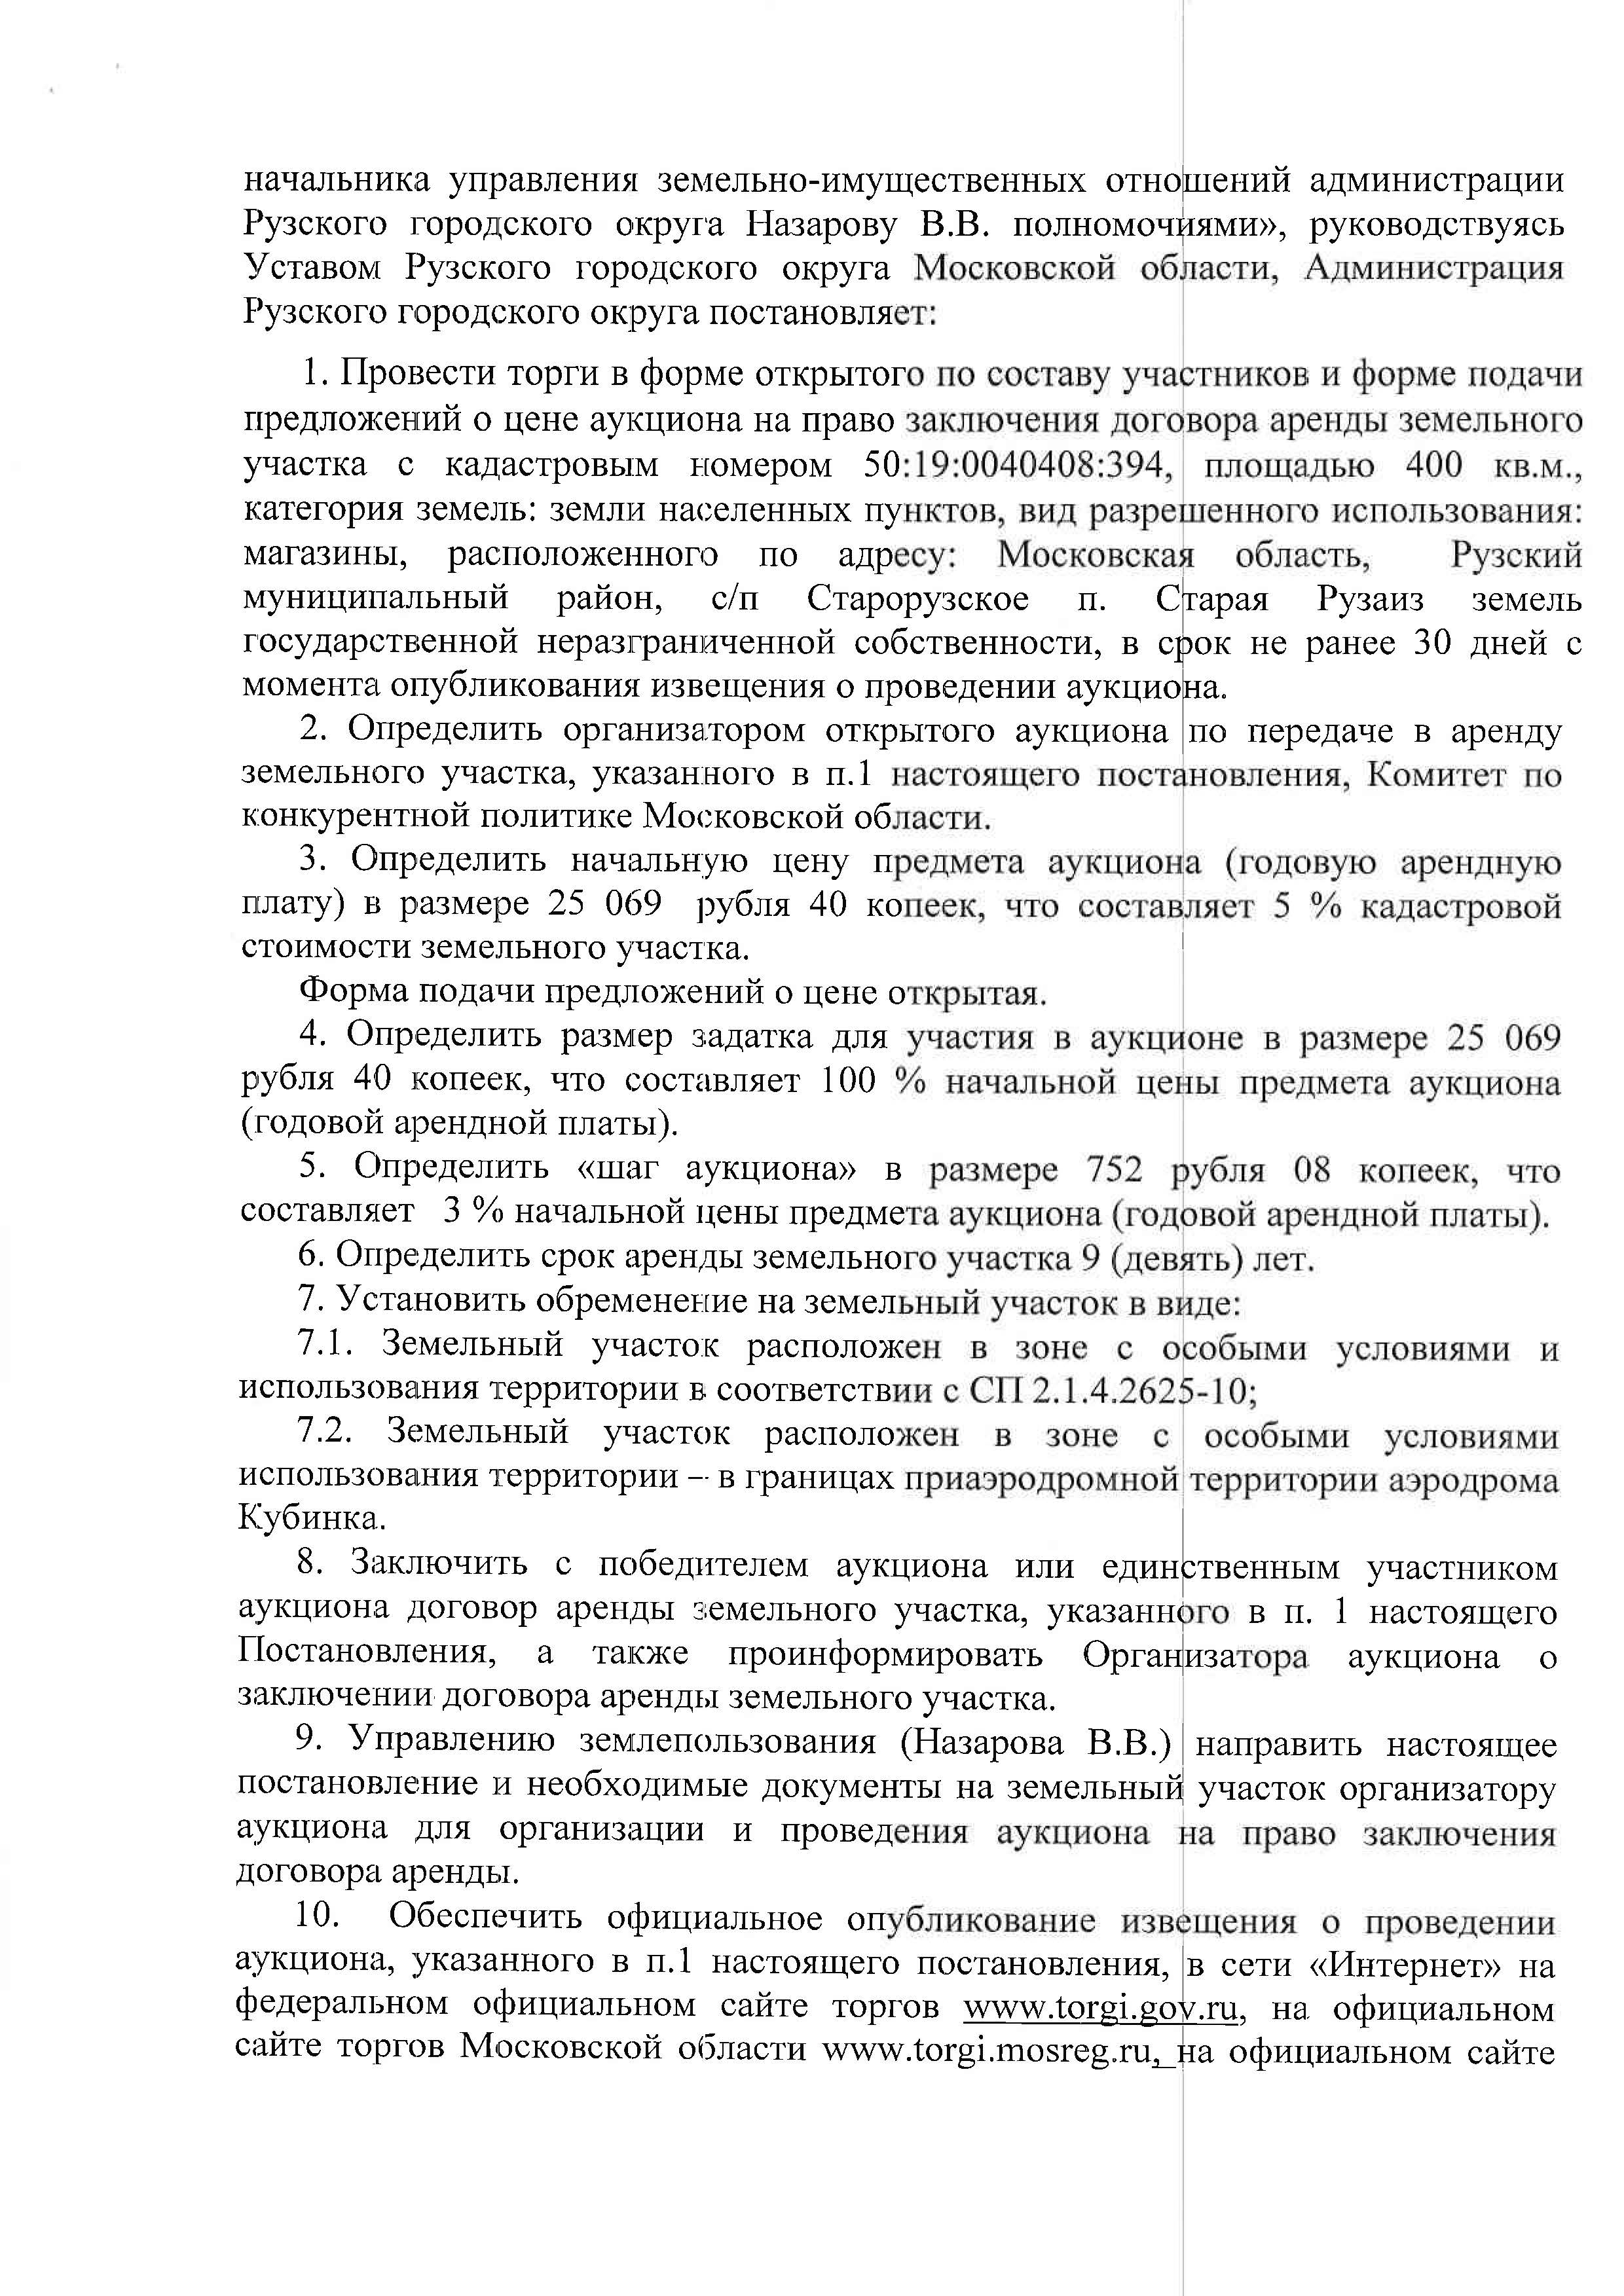 начальника управления земельно-имущественных отношений администрации
Рузского городского округа Назарову В.В. полномочиями», руководствуясь
Уставом Рузского городского округа Московской области, Администрация
Рузского городского округа постановляет:
1. Провести торги в форме открытого по составу участников и форме подачи
предложений о цене аукциона на право заключения договора аренды земельного
участка с кадастровым номером 50:19:0040408:394, площадью 400 кв.м.,
категория земель: земли населенных пунктов, вид разрешенного использования:
магазины, расположенного по адресу: Московская область, Рузский
муниципальный район, с/п Старорузское п. Старая Рузаиз земель
государственной неразграниченной собственности, в срок не ранее 30 дней с
момента опубликования извещения о проведении аукциона.
2. Определить организатором открытого аукциона по передаче в аренду
земельного участка, указанного в п.1 настоящего постановления, Комитет по
конкурентной политике Московской области.
3. Определить начальную цену предмета аукциона (годовую арендную
плату) в размере 25 069 рубля 40 копеек, что составляет 5 % кадастровой
стоимости земельного участка.
Форма подачи предложений о цене открытая.
4. Определить размер задатка для участия в аукционе в размере 25 069
рубля 40 копеек, что составляет 100 % начальной цены предмета аукциона
(годовой арендной платы).
5. Определить «шаг аукциона» в размере 752 рубля 08 копеек, что
составляет 3 % начальной цены предмета аукциона (годовой арендной платы).
6. Определить срок аренды земельного участка 9 (девять) лет.
7. Установить обременение на земельный участок в виде:
7.1. Земельный участок расположен в зоне с особыми условиями и
использования территории в соответствии с СП 2.1.4.2625-10;
7.2. Земельный участок расположен в зоне с особыми условиями
использования территории – в границах приаэродромной территории аэродрома
Кубинка.
8. Заключить с победителем аукциона или единственным участником
аукциона договор аренды земельного участка, указанного в п. 1 настоящего
Постановления, а также проинформировать Организатора аукциона о
заключении договора аренды земельного участка.
9. Управлению землепользования (Назарова В.В.) направить настоящее
постановление и необходимые документы на земельный участок организатору
аукциона для организации и проведения аукциона на право заключения
договора аренды.
10. Обеспечить официальное опубликование извещения о проведении
аукциона, указанного в п.1 настоящего постановления, в сети «Интернет» на
федеральном официальном сайте торгов www.torgi.gov.ru, на официальном
сайте торгов Московской области www.torgi.mosreg.ru, на официальном сайте